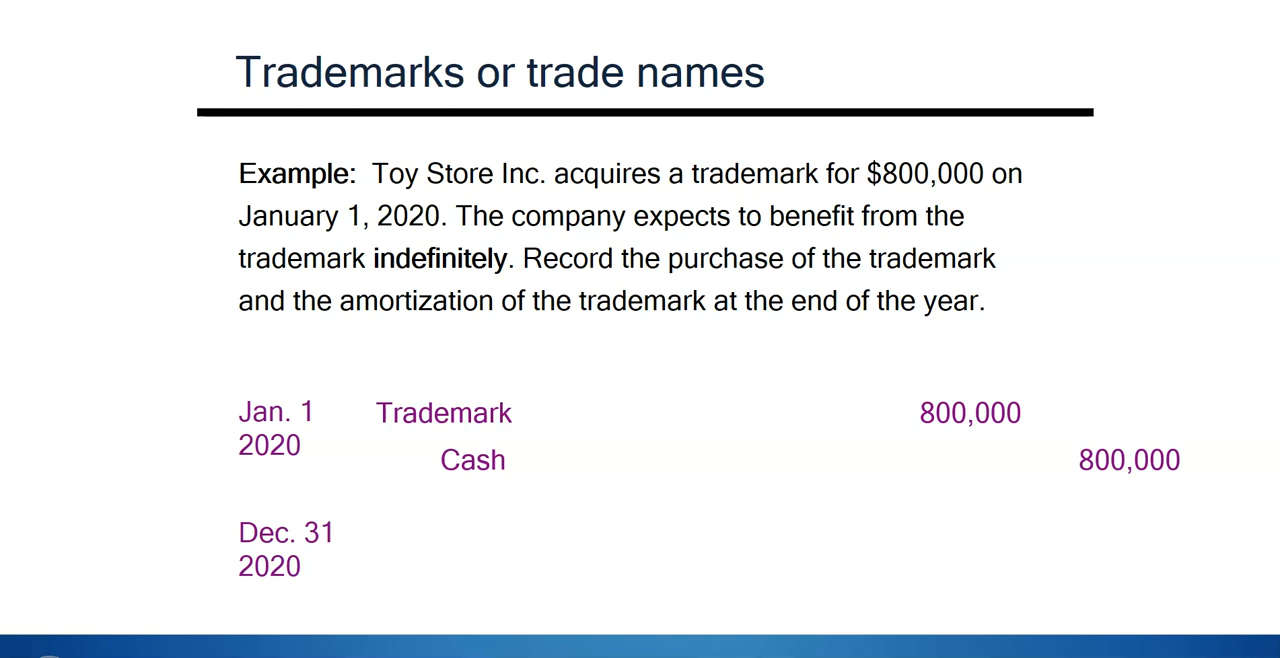 Trademarks or trade names
Example: Toy Store Inc. acquires a trademark for $800,000 on
January 1, 2020. The company expects to benefit from the
trademark indefinitely. Record the purchase of the trademark
and the amortization of the trademark at the end of the year.
Jan. 1 Trademark 800,000
2020
Cash 800,000
Dec. 31
2020